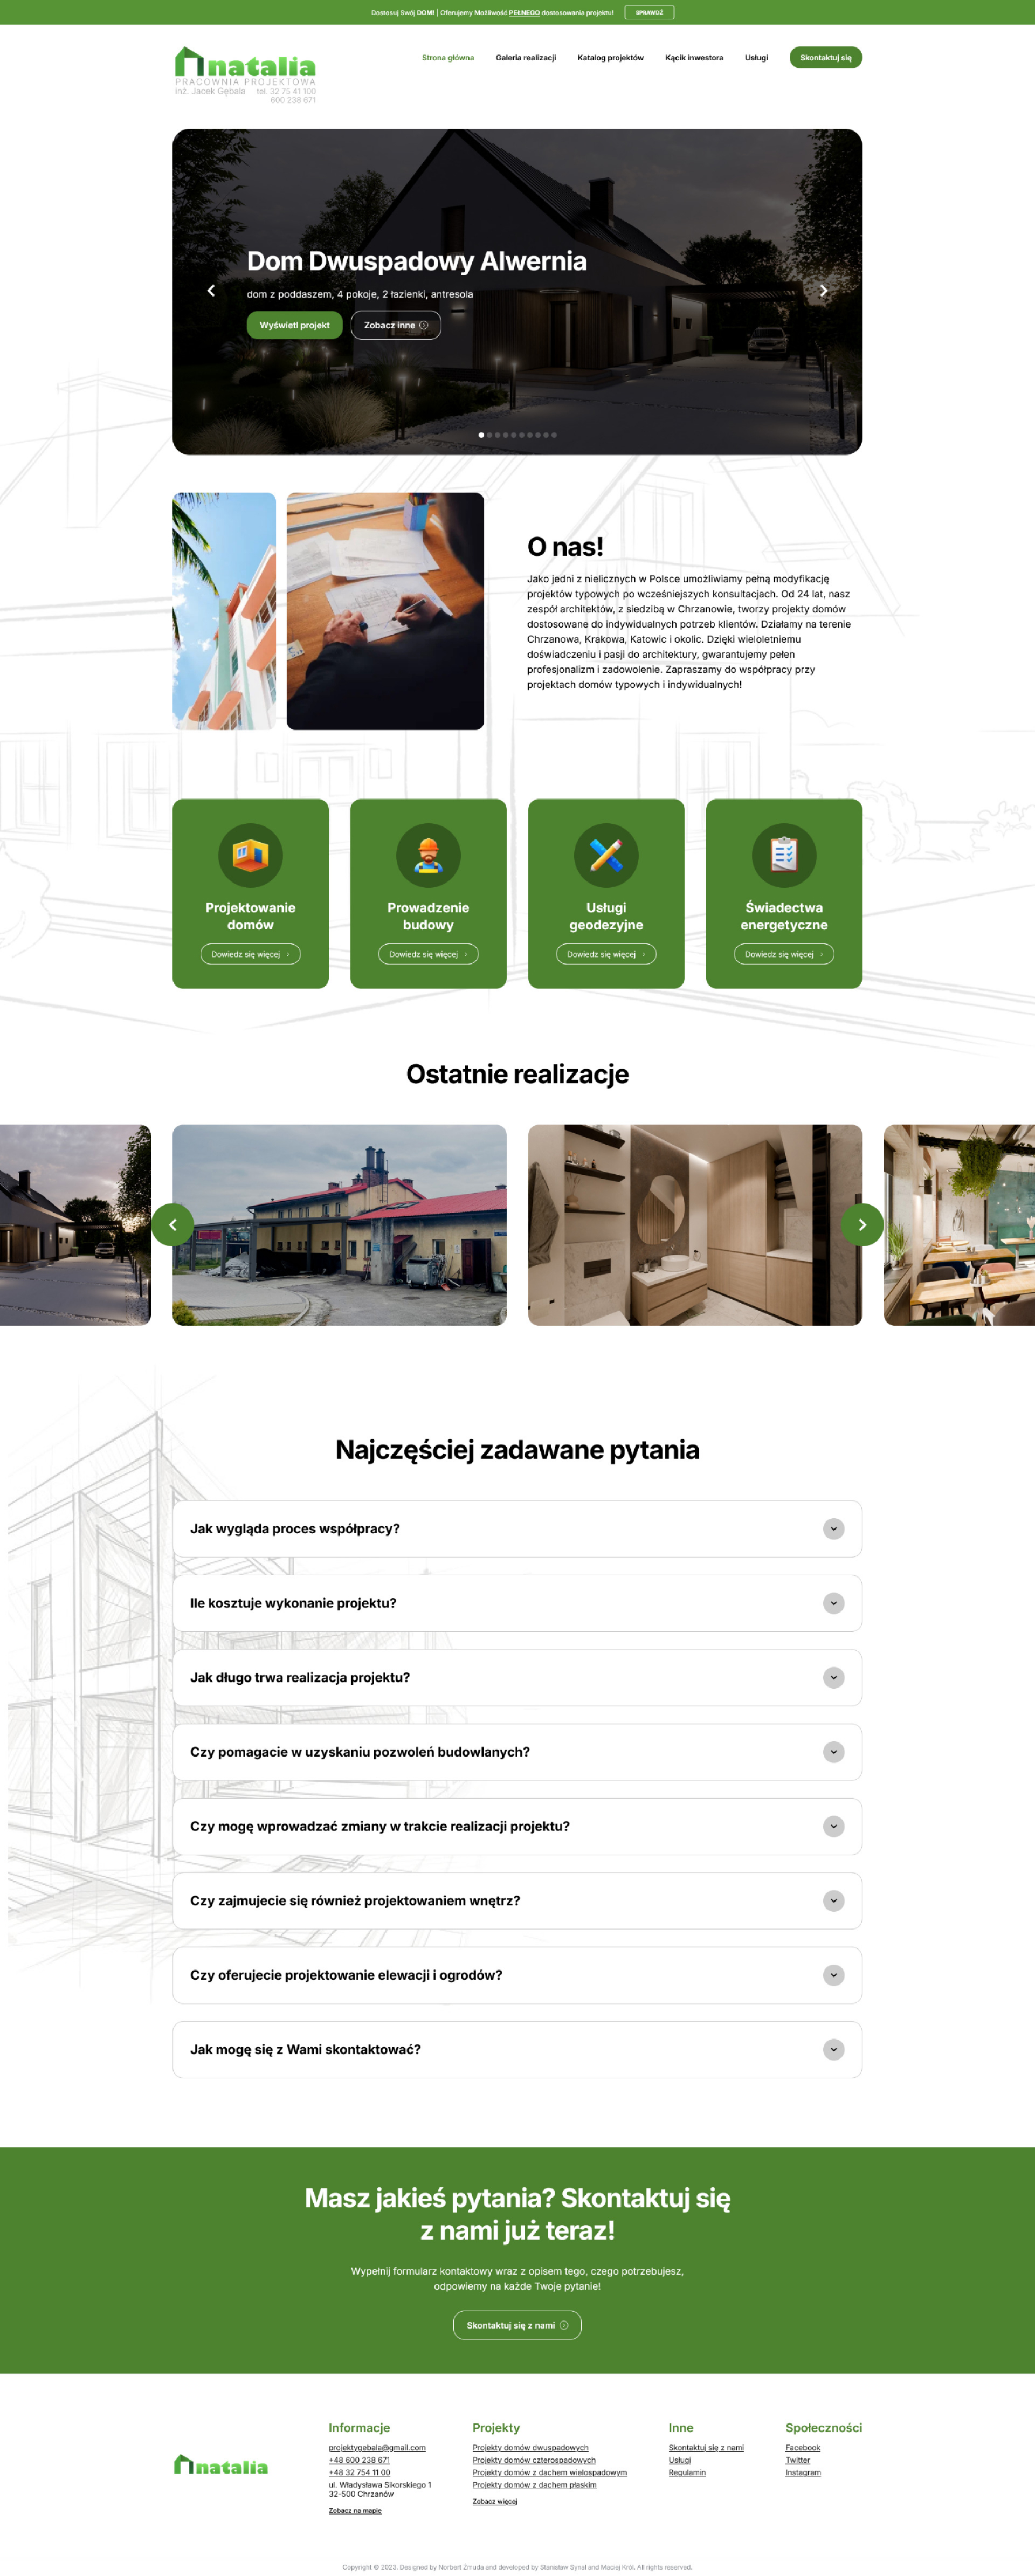 Dostosuj Swój DOM! | Oferujemy Możliwość PEŁNEGO dostosowania projektu!
SPRAWDŹ
natalia
PRACOWNIA PROJEKTOWA
inż. Jacek Gębala tel. 32 75 41 100
600 238 671
Strona główna
Galeria realizacji
Katalog projektów
Kącik inwestora
Usługi
Skontaktuj się
Dom Dwuspadowy Alwernia
dom z poddaszem, 4 pokoje, 2 łazienki, antresola
Wyświetl projekt
Zobacz inne
O nas!
Jako jedni z nielicznych w Polsce umożliwiamy pełną modyfikację
projektów typowych po wcześniejszych konsultacjach. Od 24 lat, nasz
zespół architektów, z siedzibą w Chrzanowie, tworzy projekty domów
dostosowane do indywidualnych potrzeb klientów. Działamy na terenie
Chrzanowa, Krakowa, Katowic i okolic. Dzięki wieloletniemu
doświadczeniu i pasji do architektury, gwarantujemy pełen
profesjonalizm i zadowolenie. Zapraszamy do współpracy przy
projektach domów typowych i indywidualnych!
Projektowanie
domów
Dowiedz się więcej
Prowadzenie
budowy
Dowiedz się więcej
Usługi
geodezyjne
Dowiedz się więcej
Świadectwa
energetyczne
Dowiedz się więcej
Ostatnie realizacje
Najczęściej zadawane pytania
Jak wygląda proces współpracy?
Ile kosztuje wykonanie projektu?
Jak długo trwa realizacja projektu?
Czy pomagacie w uzyskaniu pozwoleń budowlanych?
Czy mogę wprowadzać zmiany w trakcie realizacji projektu?
Czy zajmujecie się również projektowaniem wnętrz?
Czy oferujecie projektowanie elewacji i ogrodów?
Jak mogę się z Wami skontaktować?
Masz jakieś pytania? Skontaktuj się
z nami już teraz!
Wypełnij formularz kontaktowy wraz z opisem tego, czego potrzebujesz,
odpowiemy na każde Twoje pytanie!
Skontaktuj się z nami
natalia
Informacje
projektygebala@gmail.com
+48 600 238 671
+48 32 754 11 00
ul. Władysława Sikorskiego 1
32-500 Chrzanów
Zobacz na mapie
Projekty
Projekty domów dwuspadowych
Projekty domów czterospadowych
Projekty domów z dachem wielospadowym
Projekty domów z dachem płaskim
Zobacz więcej
Inne
Skontaktuj się z nami
Usługi
Regulamin
Społeczności
Facebook
Twitter
Instagram
Copyright © 2023. Designed by Norbert Żmuda and developed by Stanisław Synal and Maciej Król. All rights reserved.